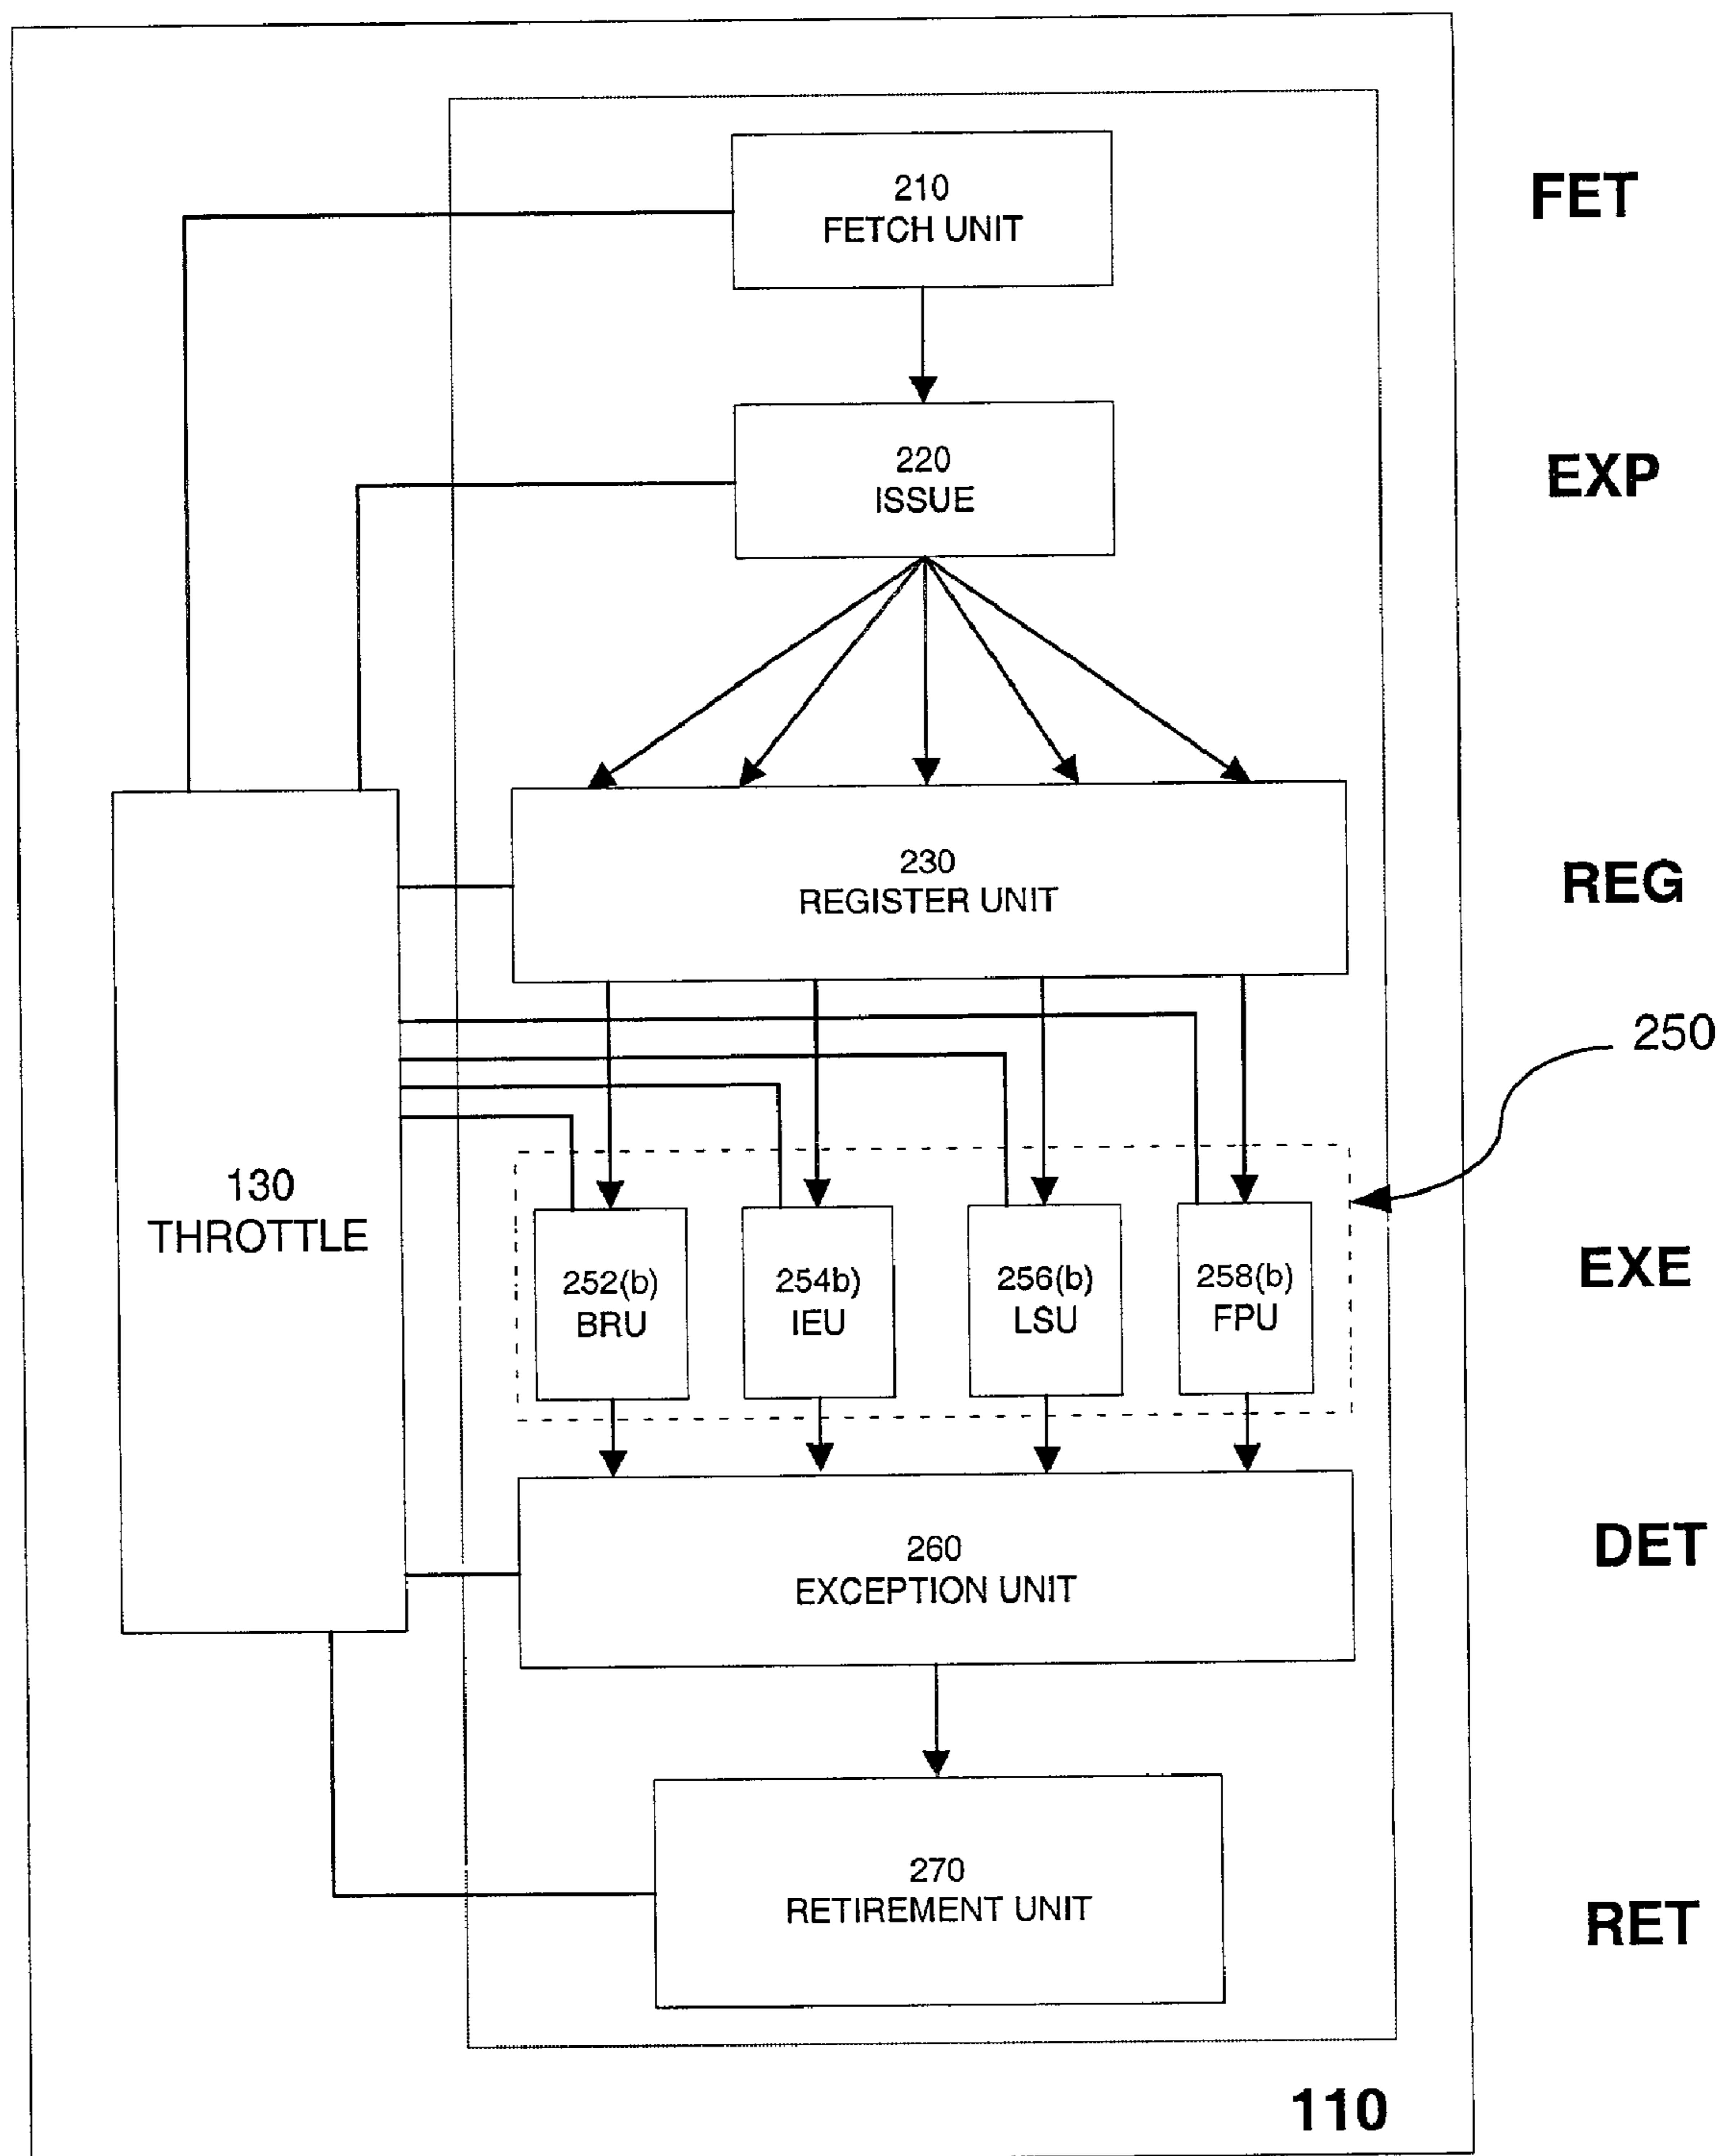 210
FETCH UNIT
FET
220
ISSUE
EXP
230
REGISTER UNIT
REG
250
130
THROTTLE
252(b)
BRU
254b)
IEU
256(b)
LSU
258(b)
FPU
EXE
260
EXCEPTION UNIT
DET
270
RETIREMENT UNIT
RET
110